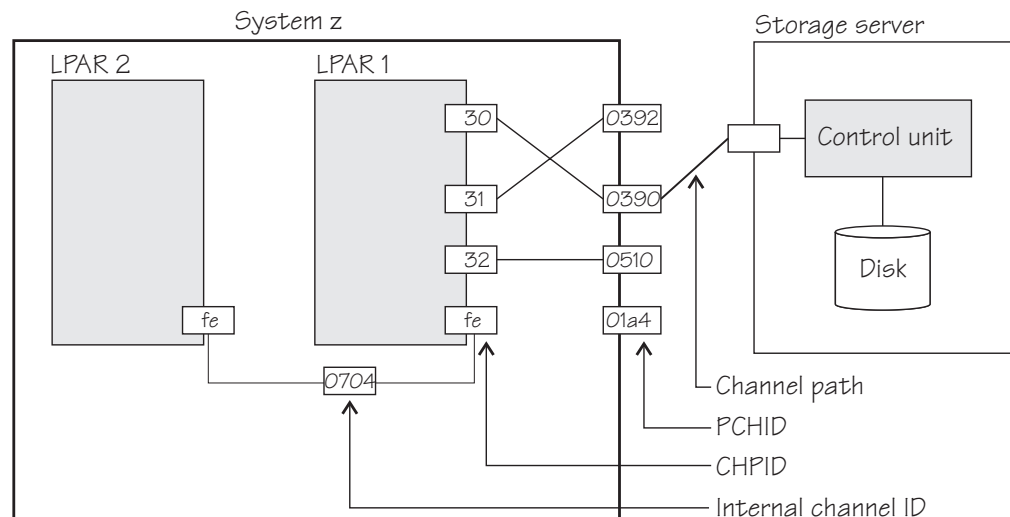 System z
Storage server
LPAR 2
LPAR 1
30
0392
Control unit
31
0390
32
0510
Disk
fe
fe
01a4
0704
Channel path
PCHID
CHPID
Internal channel ID